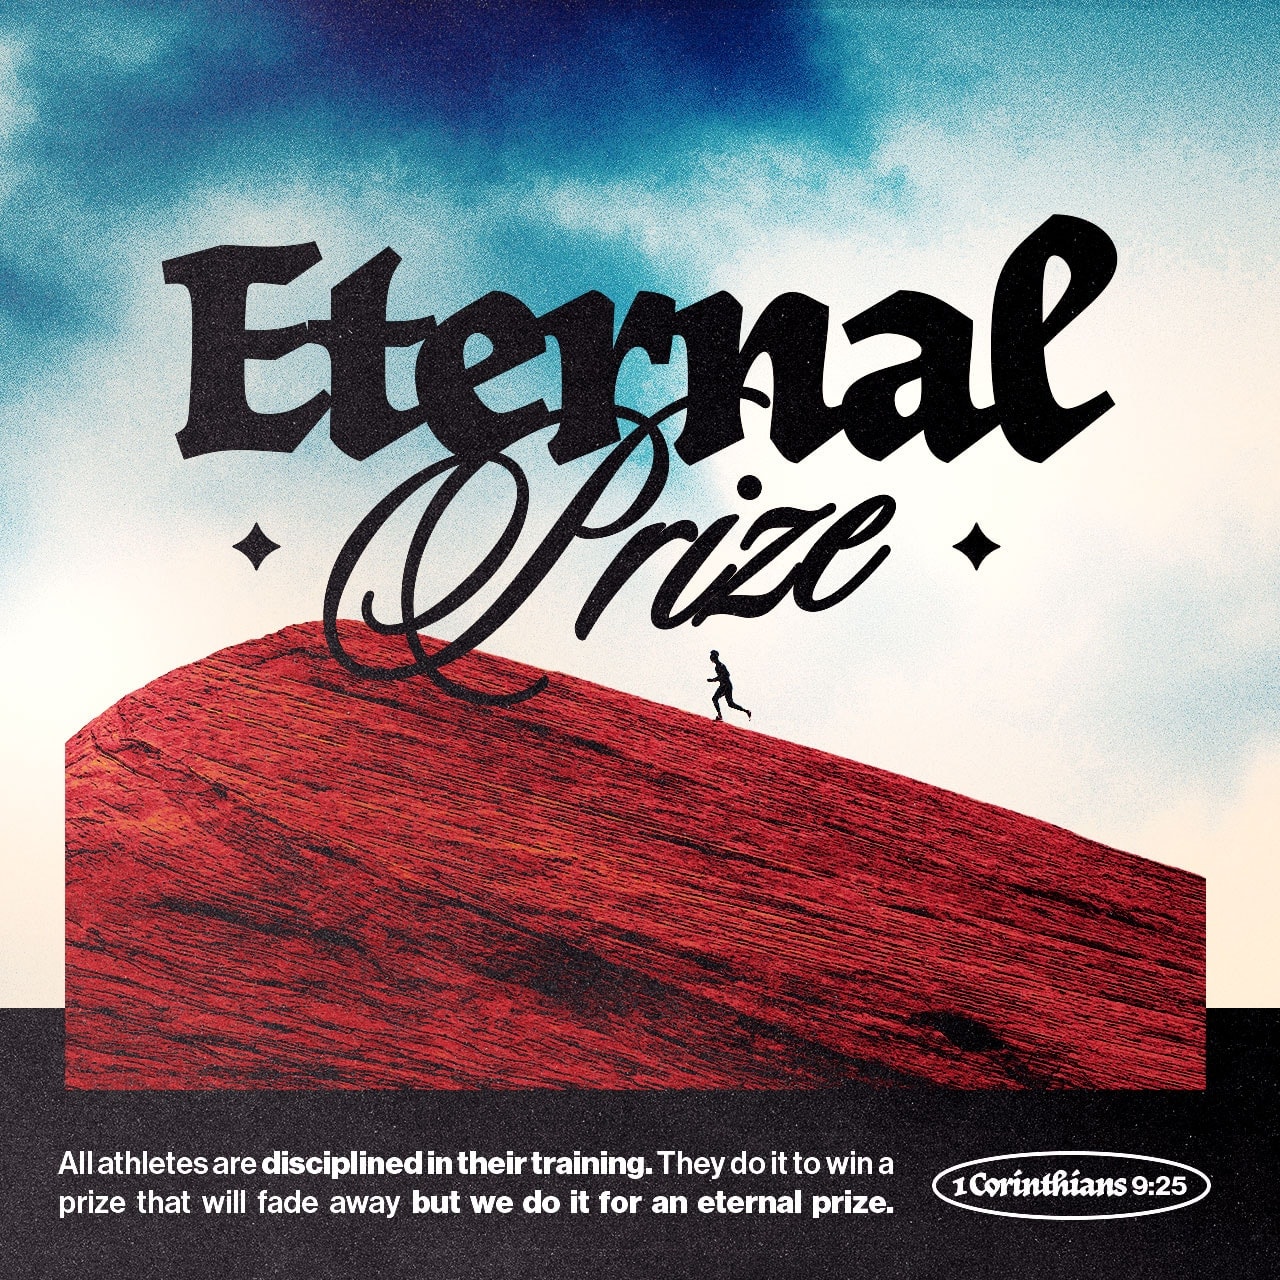 Eternal
Prize
All athletes are disciplined in their training. They do it to win a
prize that will fade away but we do it for an eternal prize.
1 Corinthians 9:25